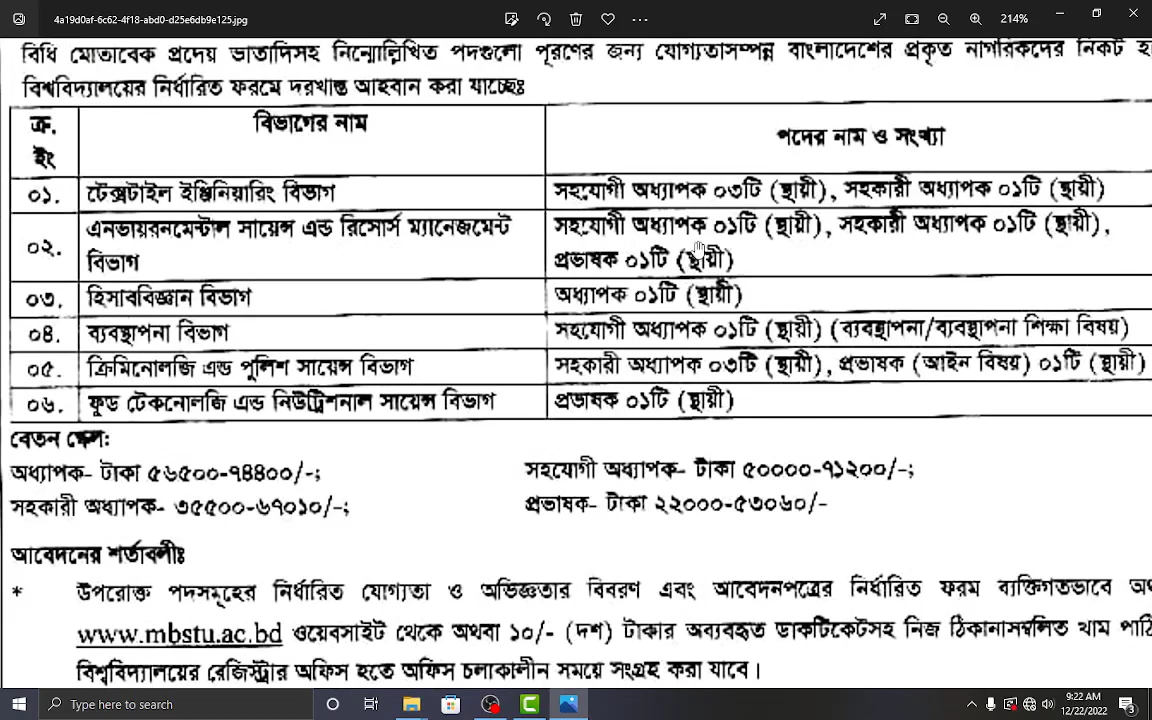 4a19d0af-6c62-4f18-abd0-d25e6db9e125.jpg
214%
বিধি মোতাবেক প্রদেয় ভাতাদিসহ নিম্নোল্লিখিত পদগুলো পূরণের জন্য যোগ্যতাসম্পন্ন বাংলাদেশের প্রকৃত নাগরিকদের নিকট
বিশ্ববিদ্যালয়ের নির্ধারিত ফরমে দরখাস্ত আহবান করা যাচ্ছেঃ
ক্র. ইং বিভাগের নাম পদের নাম ও সংখ্যা
০১. টেক্সটাইল ইঞ্জিনিয়ারিং বিভাগ সহযোগী অধ্যাপক ০৩টি (স্থায়ী), সহকারী অধ্যাপক ০১টি (স্থায়ী)
০২. এনভায়রনমেন্টাল সায়েন্স এন্ড রিসোর্স ম্যানেজমেন্ট বিভাগ সহযোগী অধ্যাপক ০১টি (স্থায়ী), সহকারী অধ্যাপক ০১টি (স্থায়ী), প্রভাষক ০১টি (স্থায়ী)
০৩. হিসাববিজ্ঞান বিভাগ অধ্যাপক ০১টি (স্থায়ী)
০৪. ব্যবস্থাপনা বিভাগ সহযোগী অধ্যাপক ০১টি (স্থায়ী) (ব্যবস্থাপনা/ব্যবস্থাপনা শিক্ষা বিষয়)
০৫. ক্রিমিনোলজি এন্ড পুলিশ সায়েন্স বিভাগ সহকারী অধ্যাপক ০৩টি (স্থায়ী), প্রভাষক (আইন বিষয়) ০১টি (স্থায়ী)
০৬. ফুড টেকনোলজি এন্ড নিউট্রিশনাল সায়েন্স বিভাগ প্রভাষক ০১টি (স্থায়ী)
বেতন স্কেল:
অধ্যাপক- টাকা ৫৬৫০০-৭৪৪০০/-; সহযোগী অধ্যাপক- টাকা ৫০০০০-৭১২০০/-;
সহকারী অধ্যাপক- ৩৫৫০০-৬৭০১০/-; প্রভাষক- টাকা ২২০০০-৫৩০৬০/-
আবেদনের শর্তাবলীঃ
* উপরোক্ত পদসমূহের নির্ধারিত যোগ্যতা ও অভিজ্ঞতার বিবরণ এবং আবেদনপত্রের নির্ধারিত ফরম ব্যক্তিগতভাবে
www.mbstu.ac.bd ওয়েবসাইট থেকে অথবা ১০/- (দশ) টাকার অব্যবহৃত ডাকটিকেটসহ নিজ ঠিকানাসম্বলিত খাম
বিশ্ববিদ্যালয়ের রেজিস্ট্রার অফিস হতে অফিস চলাকালীন সময়ে সংগ্রহ করা যাবে।
Type here to search
9:22 AM
12/22/2022
3